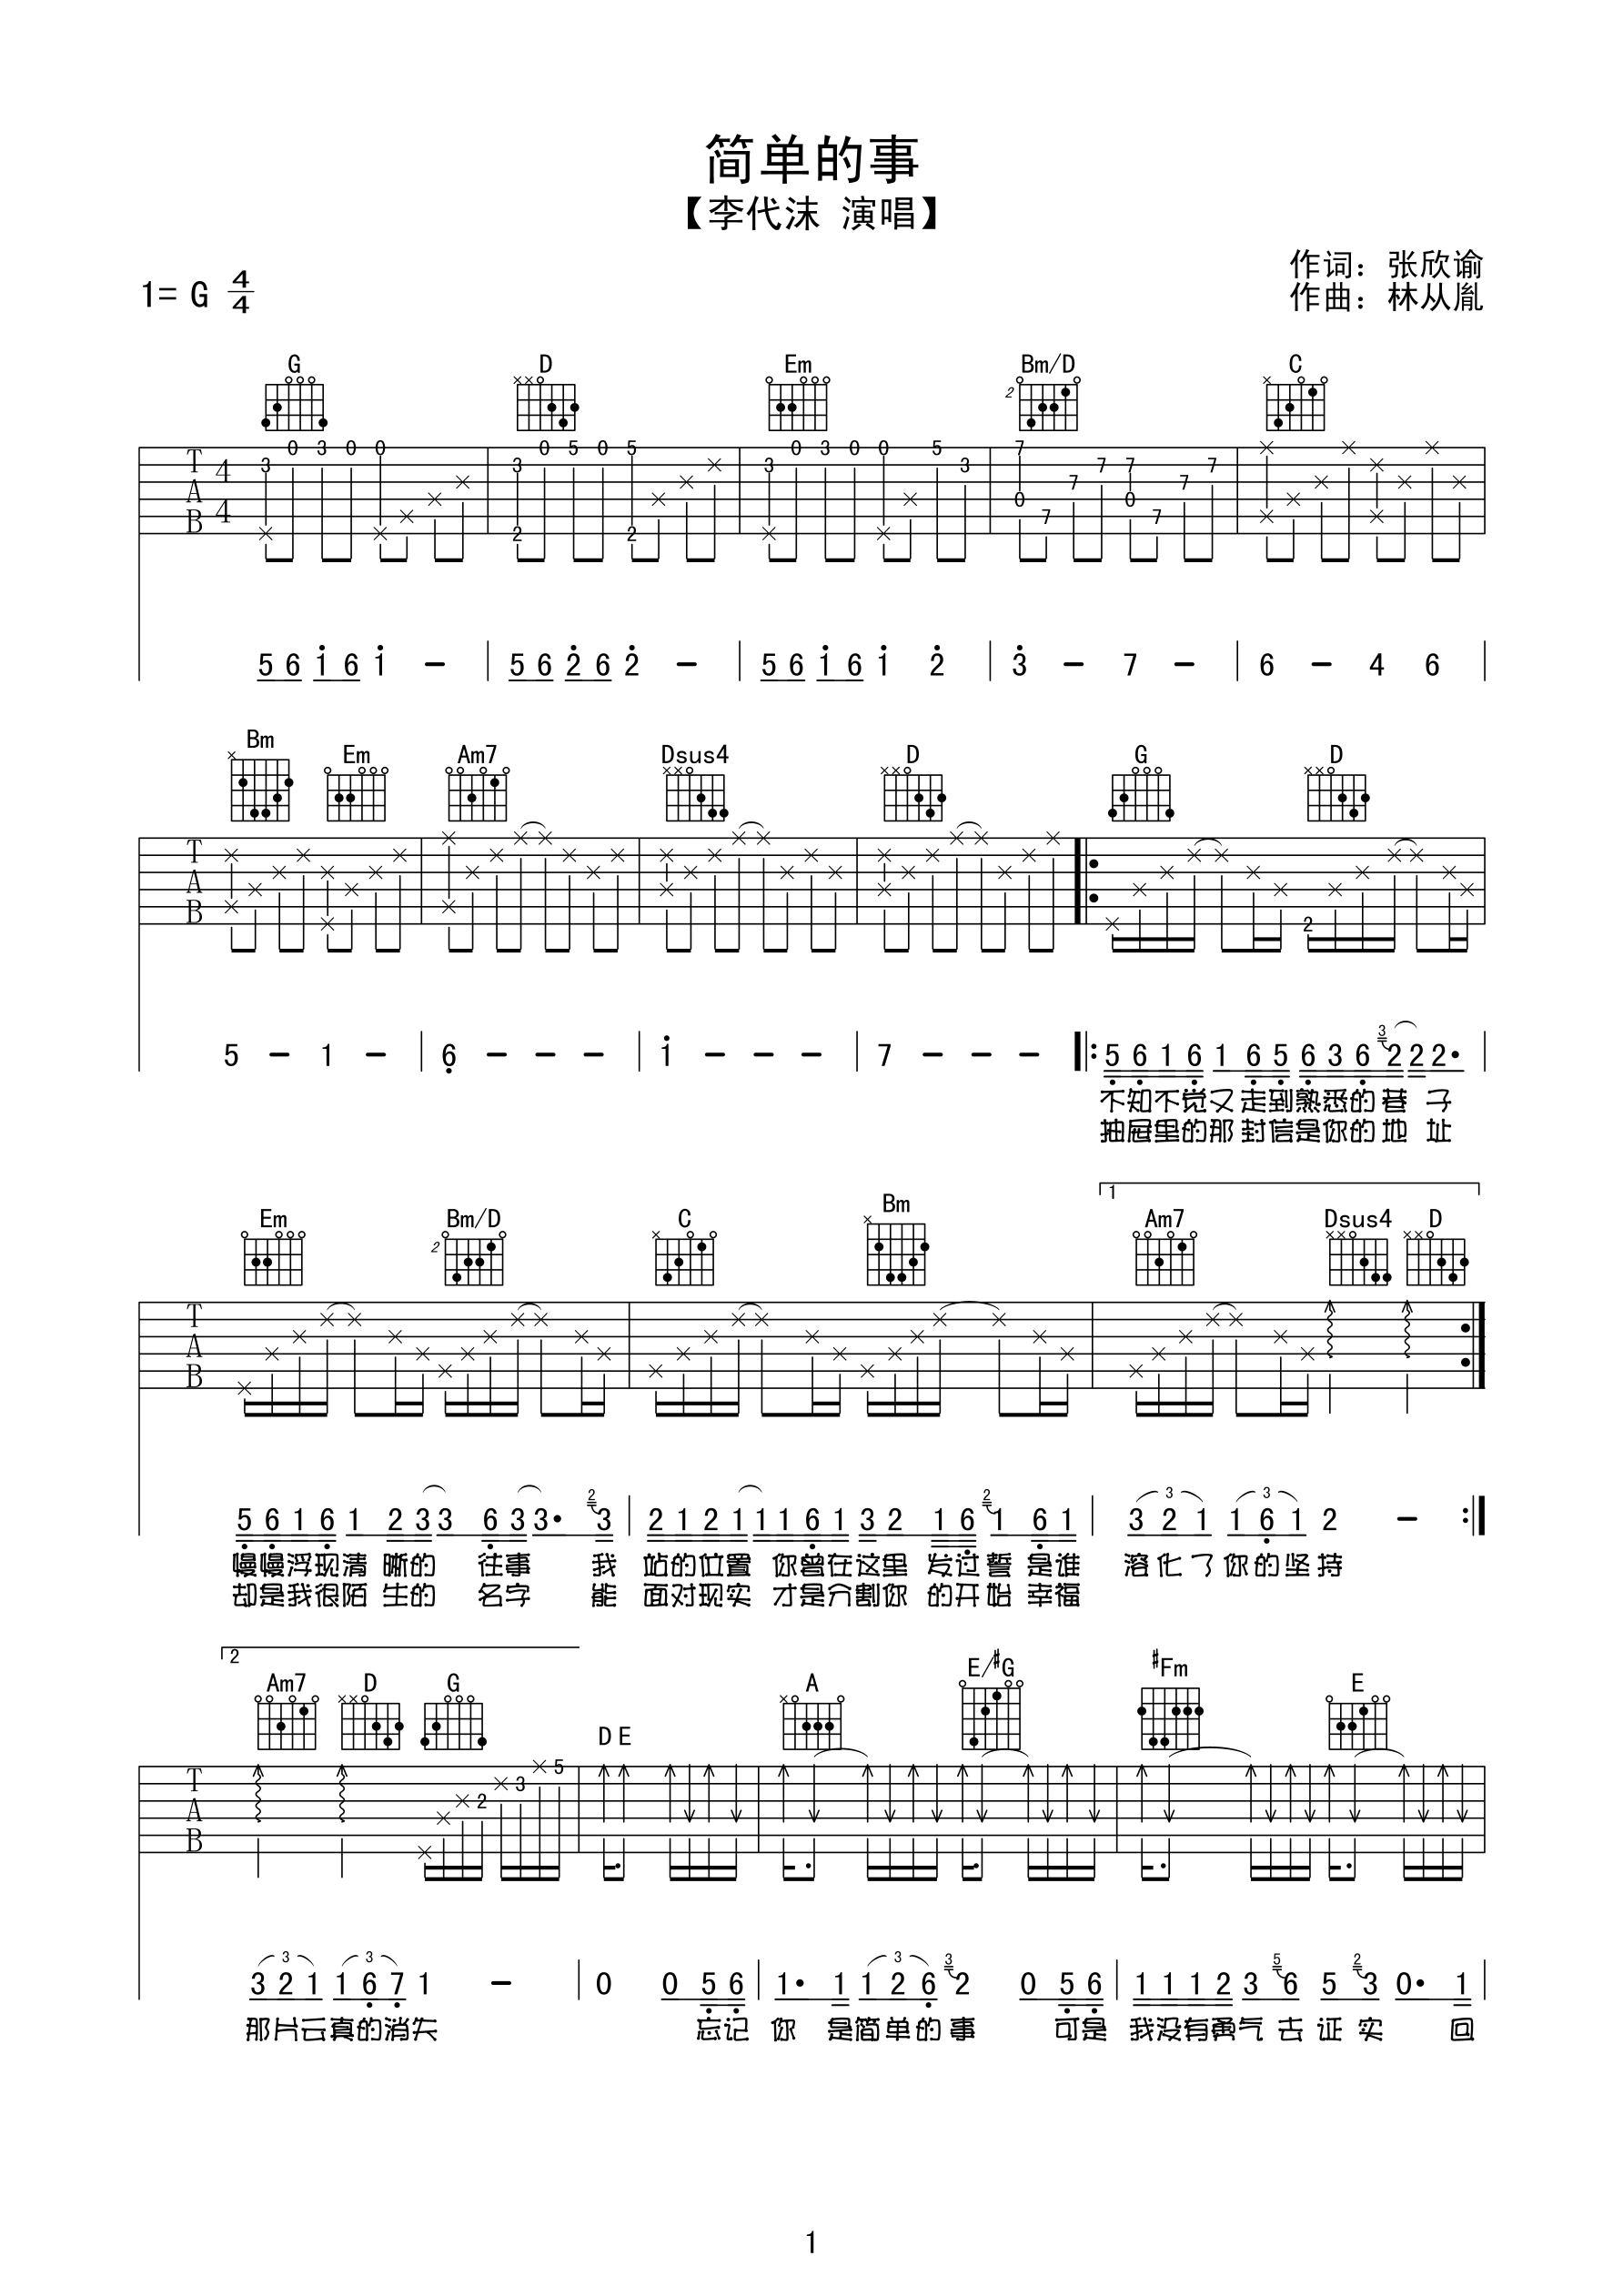 简单的事
【李代沫 演唱】
作词：张欣谕
1= G 4/4
作曲：林从胤
G D Em Bm/D C
5 6 1 6 1 - | 5 6 2 6 2 - | 5 6 1 6 1 2 | 3 - 7 - | 6 - 4 6 |
Bm Em Am7 Dsus4 D G D
5 - 1 - | 6 - - - | 1 - - - | 7 - - - |: 5 6 1 6 1 6 5 6 3 6 3 2 2 2· |
不知不觉又走到熟悉的巷 子
抽屉里的那封信是你的地 址
1
Em Bm/D C Bm Am7 Dsus4 D
5 6 1 6 1 2 3 3 6 3 3· 2 3 | 2 1 2 1 1 1 6 1 3 2 1 6 2 1 6 1 | 3 2 1 1 6 1 2 - :|
慢慢浮现清 晰的 往事 我 站的位置 你曾在这里 发过誓 是谁 溶化了你的坚持
却是我很陌 生的 名字 能 面对现实 才是分割你 的开始 幸福
2
Am7 D G D E A E/#G #Fm E
3 2 1 1 6 7 1 - | 0 0 5 6 | 1· 1 1 2 6 3 2 0 5 6 | 1 1 1 2 3 5 6 5 2 3 0· 1 |
那片云真的消失 忘记 你 是简单的事 可是 我没有勇气 去 证 实 回
1